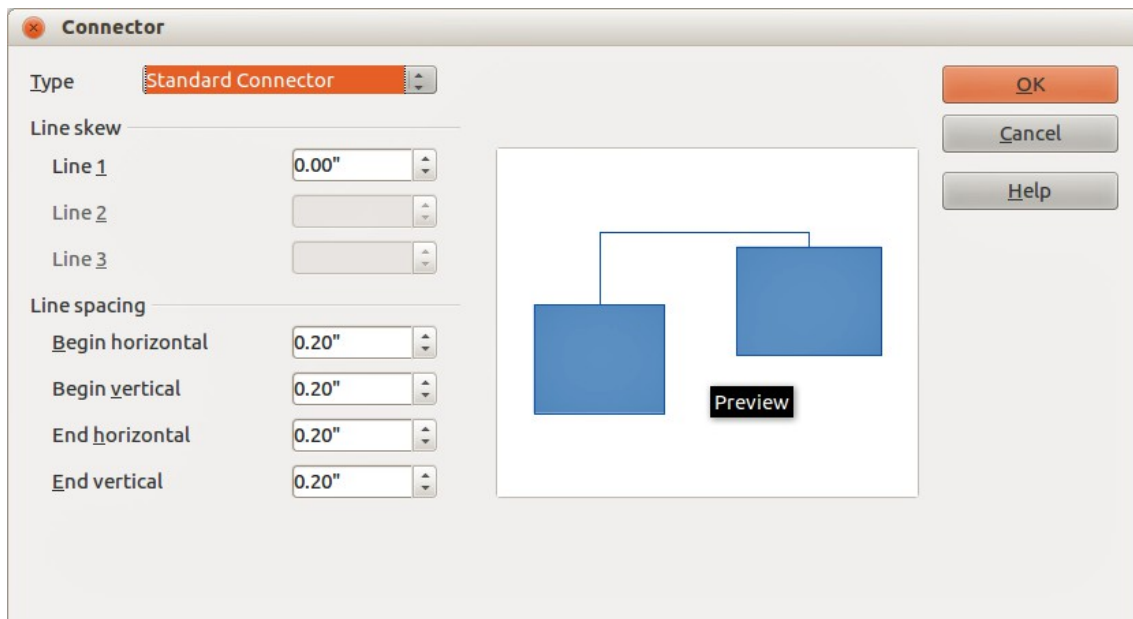 Connector
Type Standard Connector
Line skew
Line 1 0.00"
Line 2
Line 3
Line spacing
Begin horizontal 0.20"
Begin vertical 0.20"
End horizontal 0.20"
End vertical 0.20"
Preview
OK
Cancel
Help